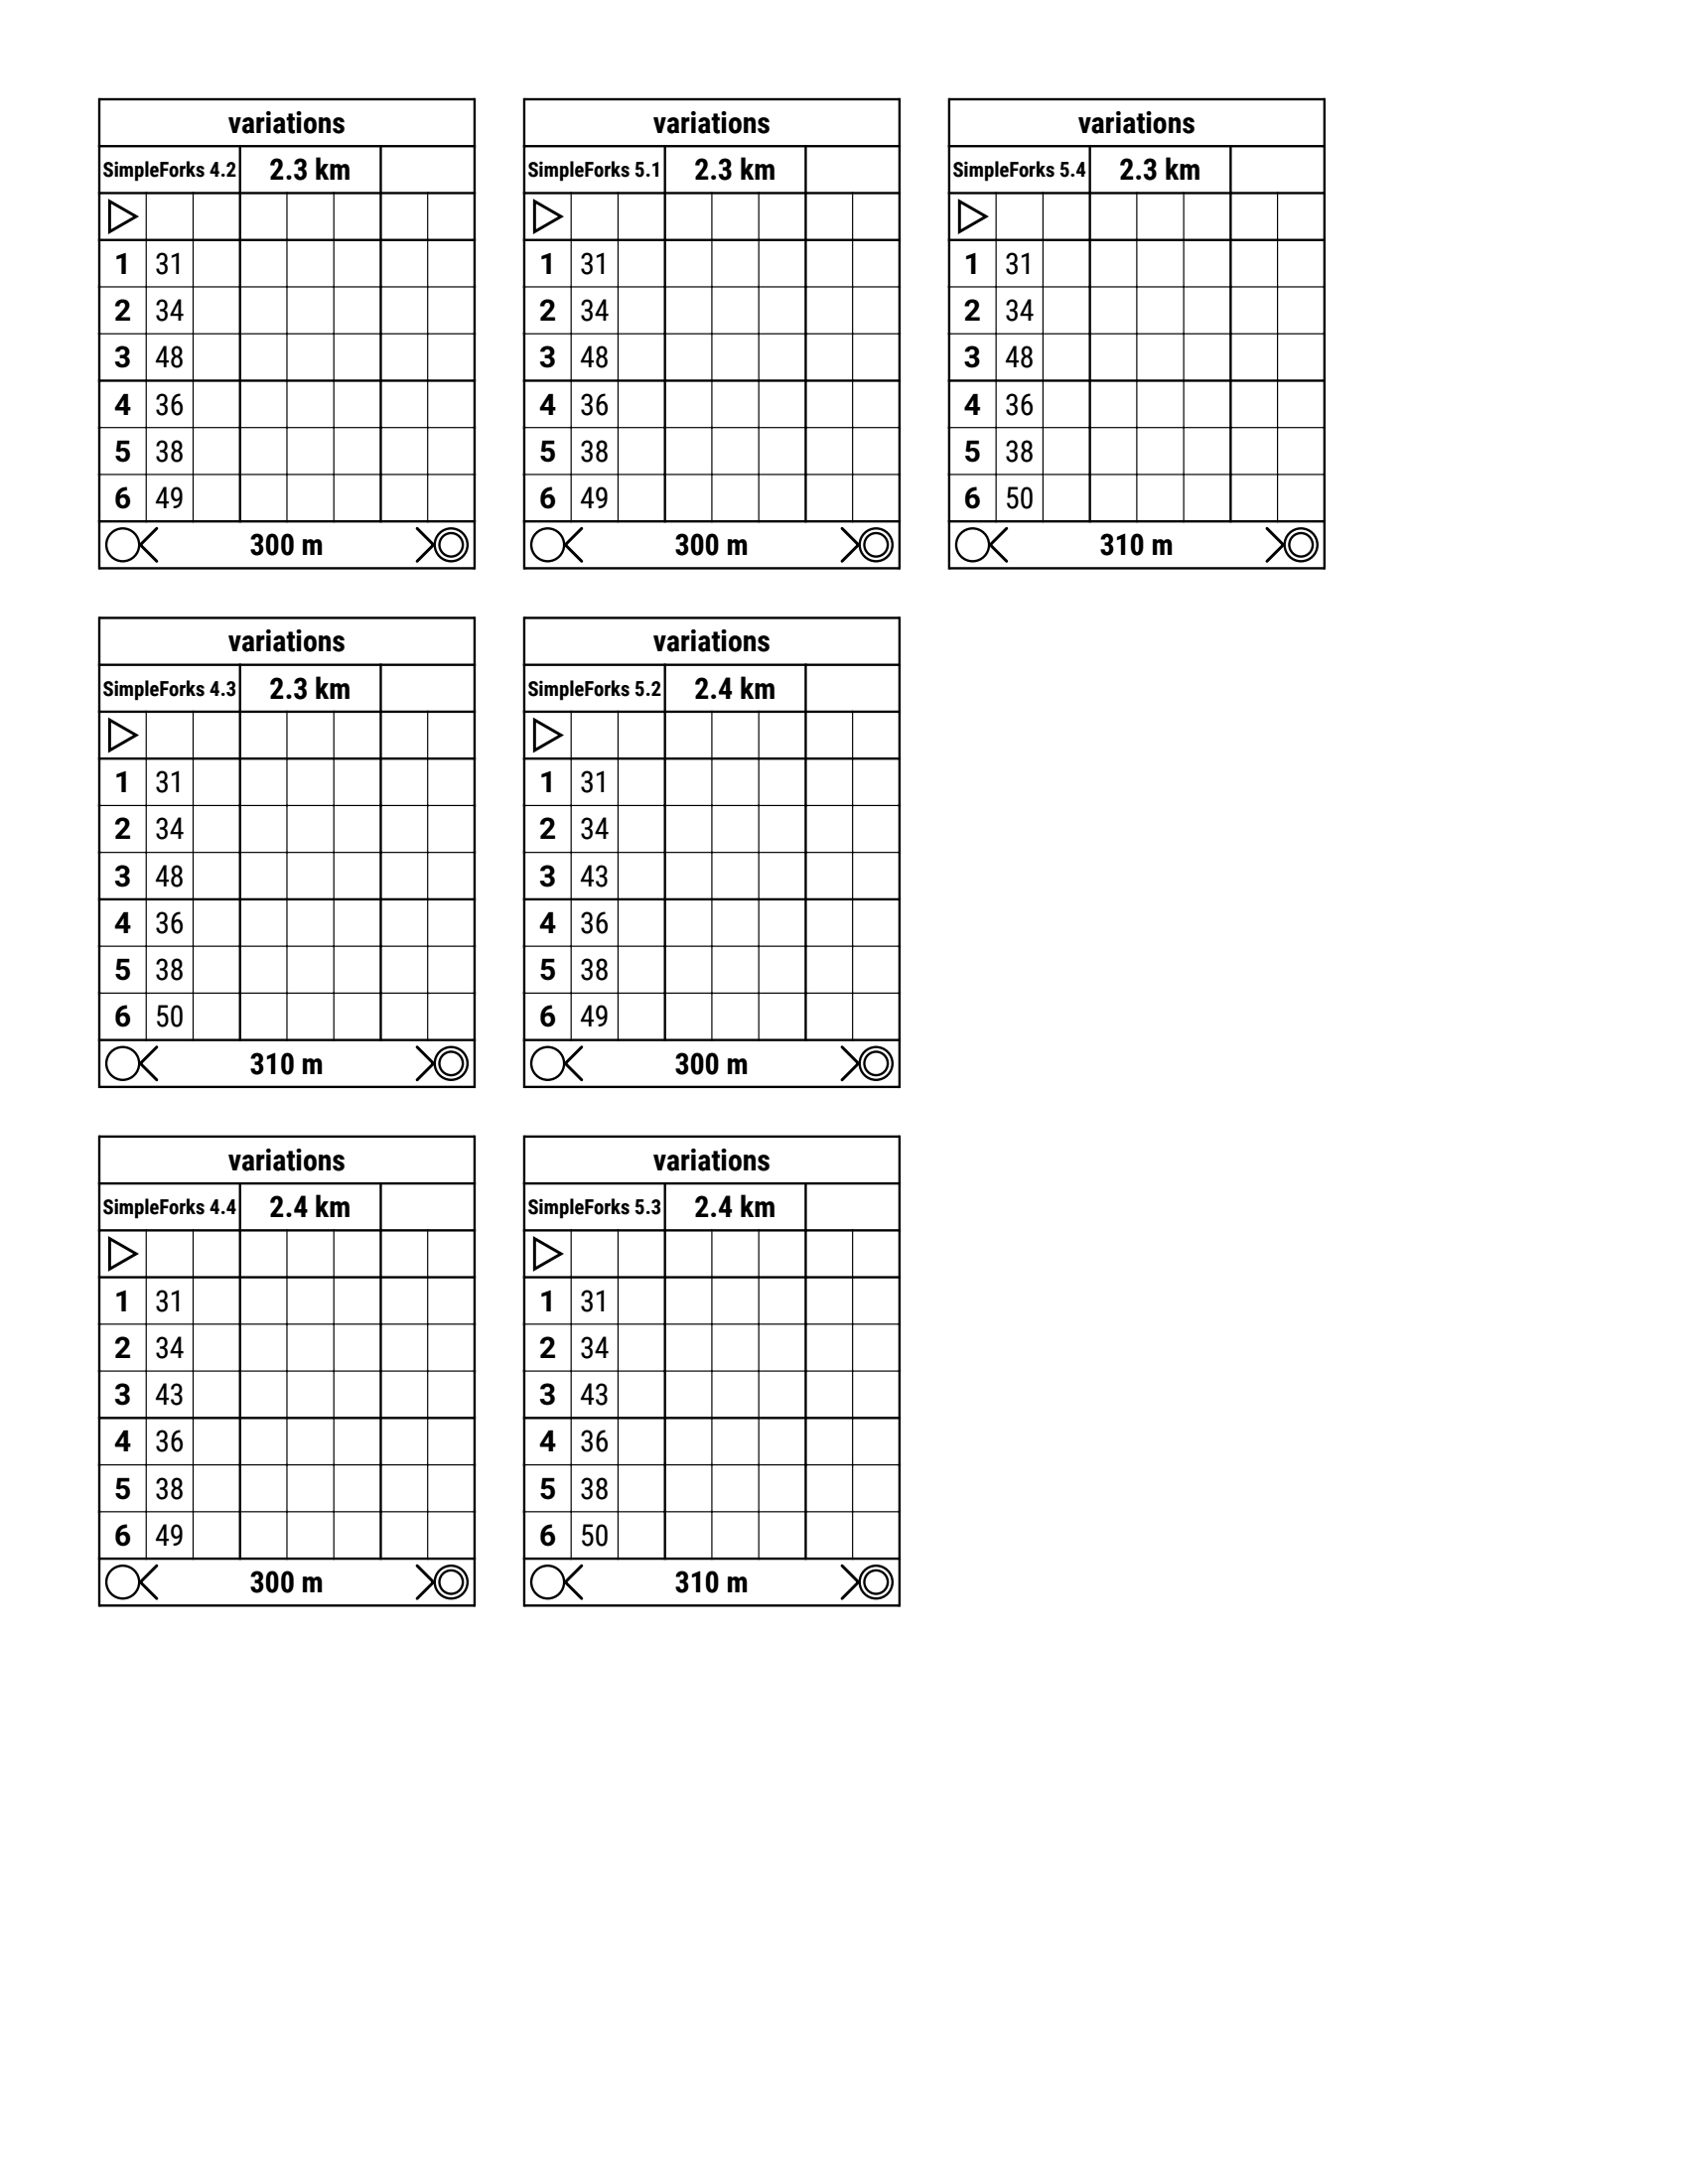 variations
SimpleForks 4.2 2.3 km
1 31
2 34
3 48
4 36
5 38
6 49
300 m
variations
SimpleForks 4.3 2.3 km
1 31
2 34
3 48
4 36
5 38
6 50
310 m
variations
SimpleForks 4.4 2.4 km
1 31
2 34
3 43
4 36
5 38
6 49
300 m
variations
SimpleForks 5.1 2.3 km
1 31
2 34
3 48
4 36
5 38
6 49
300 m
variations
SimpleForks 5.2 2.4 km
1 31
2 34
3 43
4 36
5 38
6 49
300 m
variations
SimpleForks 5.3 2.4 km
1 31
2 34
3 43
4 36
5 38
6 50
310 m
variations
SimpleForks 5.4 2.3 km
1 31
2 34
3 48
4 36
5 38
6 50
310 m